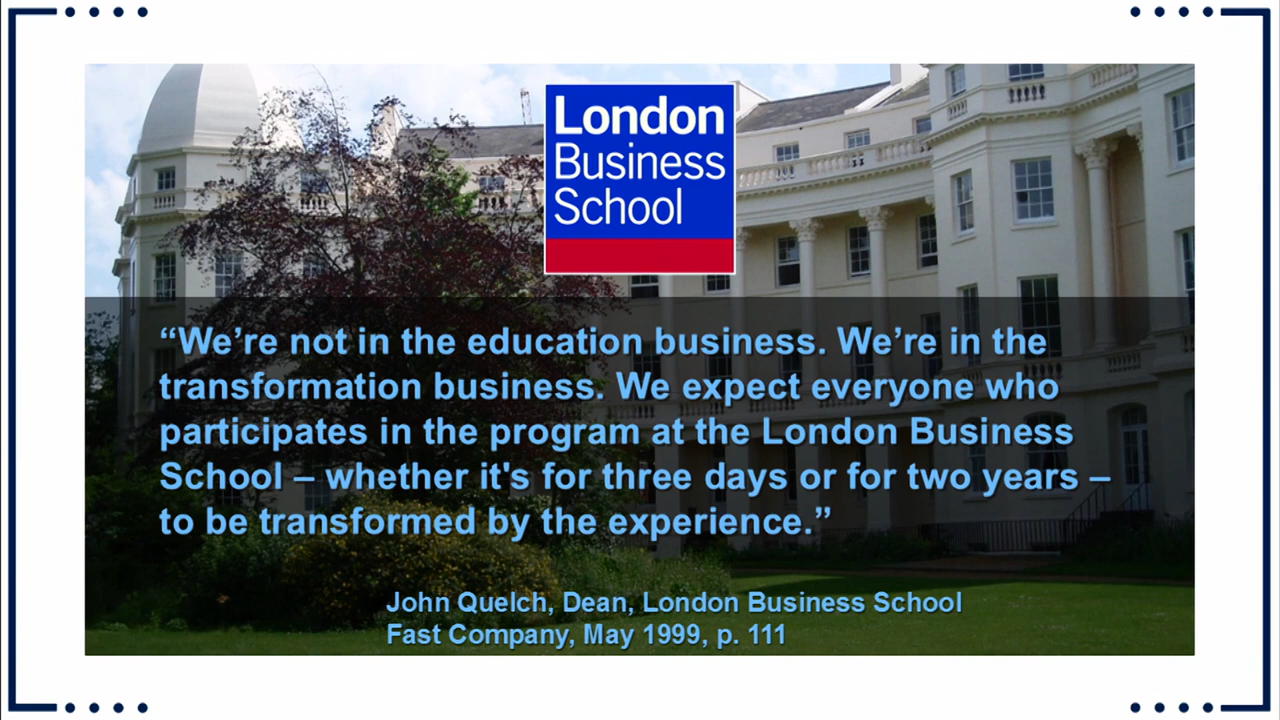 London
Business
School
“We’re not in the education business. We’re in the
transformation business. We expect everyone who
participates in the program at the London Business
School – whether it's for three days or for two years –
to be transformed by the experience.”
John Quelch, Dean, London Business School
Fast Company, May 1999, p. 111